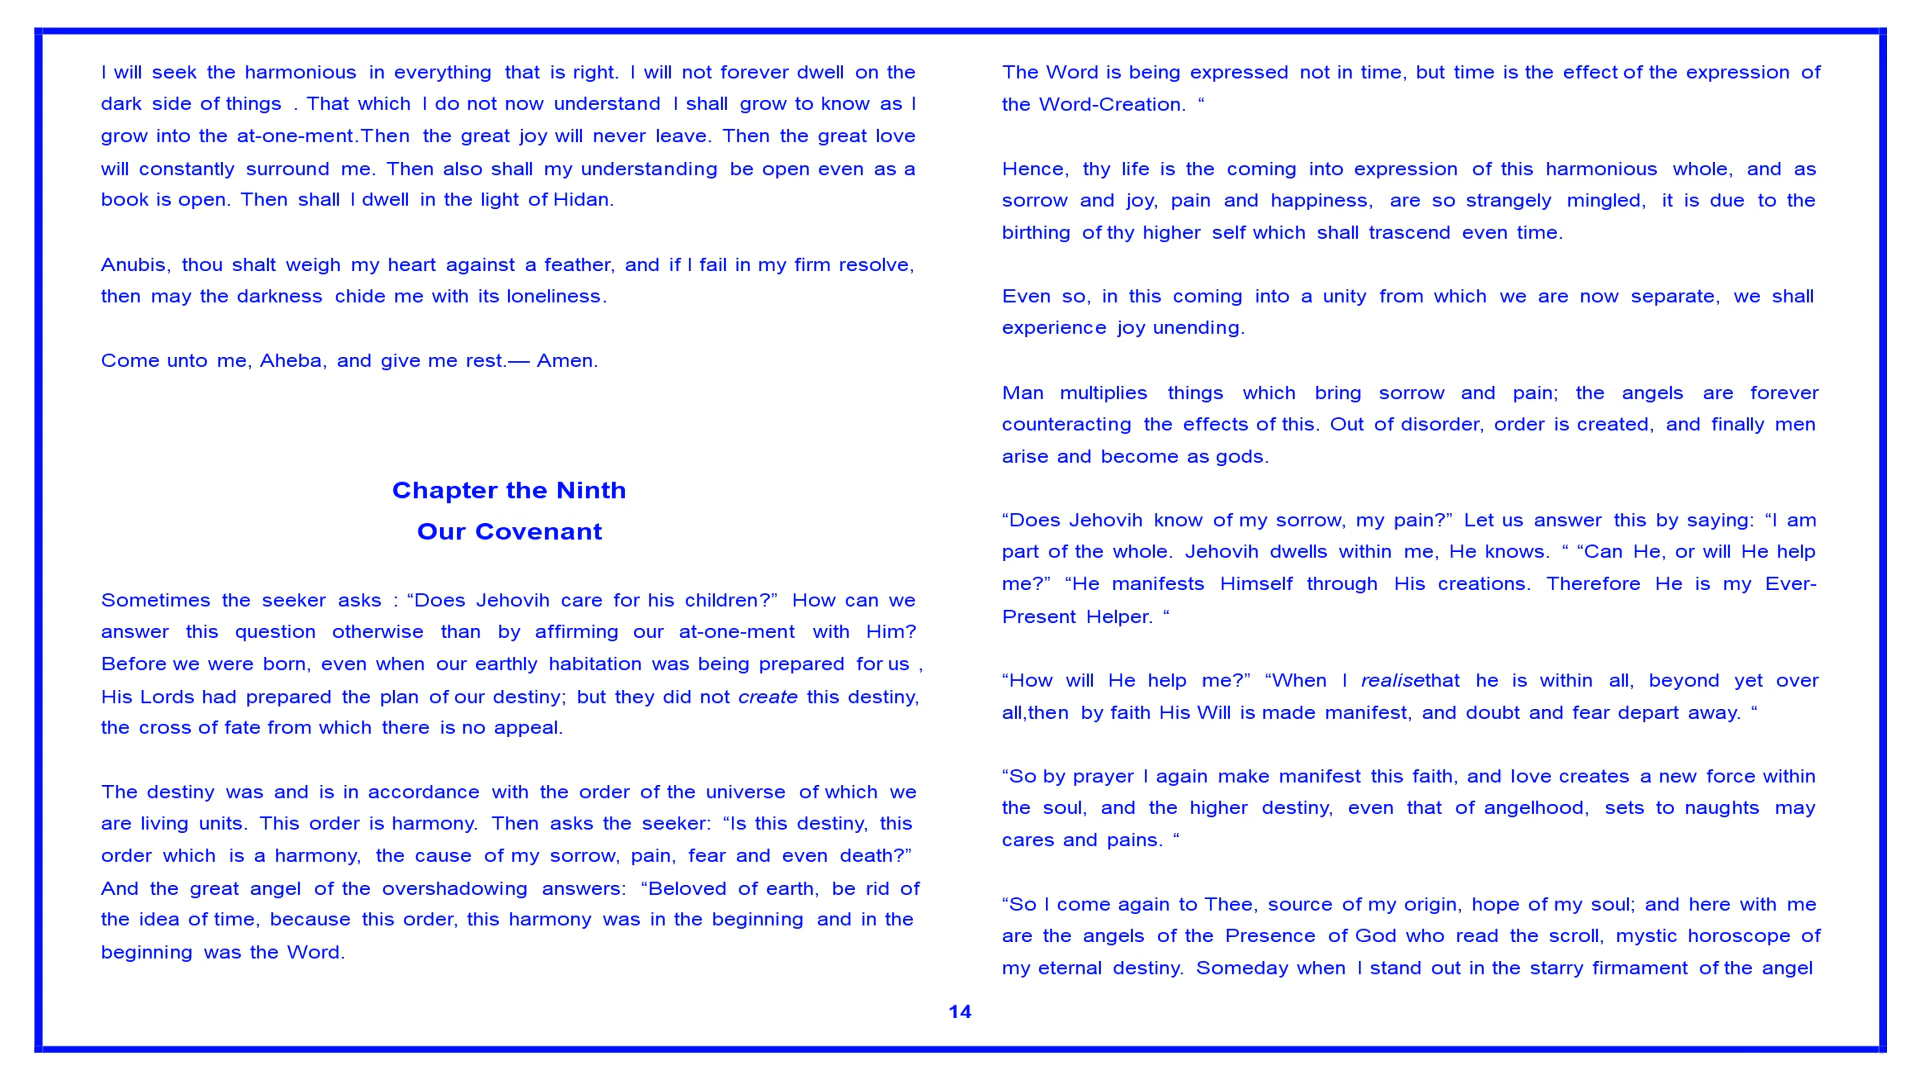 I will seek the harmonious in everything that is right. I will not forever dwell on the
dark side of things . That which I do not now understand I shall grow to know as I
grow into the at-one-ment.Then the great joy will never leave. Then the great love
will constantly surround me. Then also shall my understanding be open even as a
book is open. Then shall I dwell in the light of Hidan.
Anubis, thou shalt weigh my heart against a feather, and if I fail in my firm resolve,
then may the darkness chide me with its loneliness.
Come unto me, Aheba, and give me rest.— Amen.
Chapter the Ninth
Our Covenant
Sometimes the seeker asks : “Does Jehovih care for his children?” How can we
answer this question otherwise than by affirming our at-one-ment with Him?
Before we were born, even when our earthly habitation was being prepared for us ,
His Lords had prepared the plan of our destiny; but they did not create this destiny,
the cross of fate from which there is no appeal.
The destiny was and is in accordance with the order of the universe of which we
are living units. This order is harmony. Then asks the seeker: “Is this destiny, this
order which is a harmony, the cause of my sorrow, pain, fear and even death?”
And the great angel of the overshadowing answers: “Beloved of earth, be rid of
the idea of time, because this order, this harmony was in the beginning and in the
beginning was the Word.
The Word is being expressed not in time, but time is the effect of the expression of
the Word-Creation. “
Hence, thy life is the coming into expression of this harmonious whole, and as
sorrow and joy, pain and happiness, are so strangely mingled, it is due to the
birthing of thy higher self which shall trascend even time.
Even so, in this coming into a unity from which we are now separate, we shall
experience joy unending.
Man multiplies things which bring sorrow and pain; the angels are forever
counteracting the effects of this. Out of disorder, order is created, and finally men
arise and become as gods.
“Does Jehovih know of my sorrow, my pain?” Let us answer this by saying: “I am
part of the whole. Jehovih dwells within me, He knows. “ “Can He, or will He help
me?” “He manifests Himself through His creations. Therefore He is my Ever-
Present Helper. “
“How will He help me?” “When I realisethat he is within all, beyond yet over
all,then by faith His Will is made manifest, and doubt and fear depart away. “
“So by prayer I again make manifest this faith, and love creates a new force within
the soul, and the higher destiny, even that of angelhood, sets to naughts may
cares and pains. “
“So I come again to Thee, source of my origin, hope of my soul; and here with me
are the angels of the Presence of God who read the scroll, mystic horoscope of
my eternal destiny. Someday when I stand out in the starry firmament of the angel
14